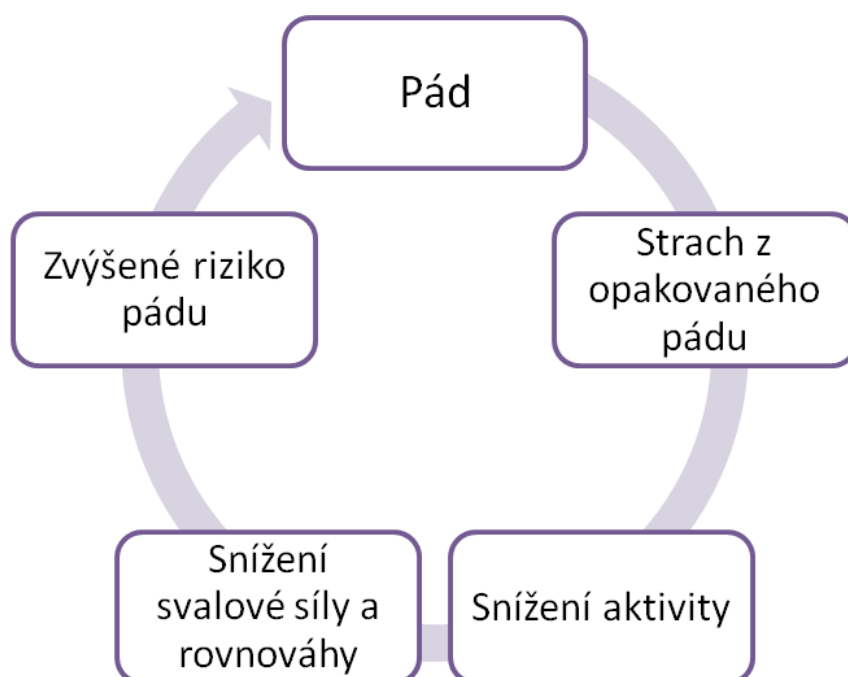 Pád
Strach z
opakovaného
pádu
Snížení aktivity
Snížení
svalové síly a
rovnováhy
Zvýšené riziko
pádu